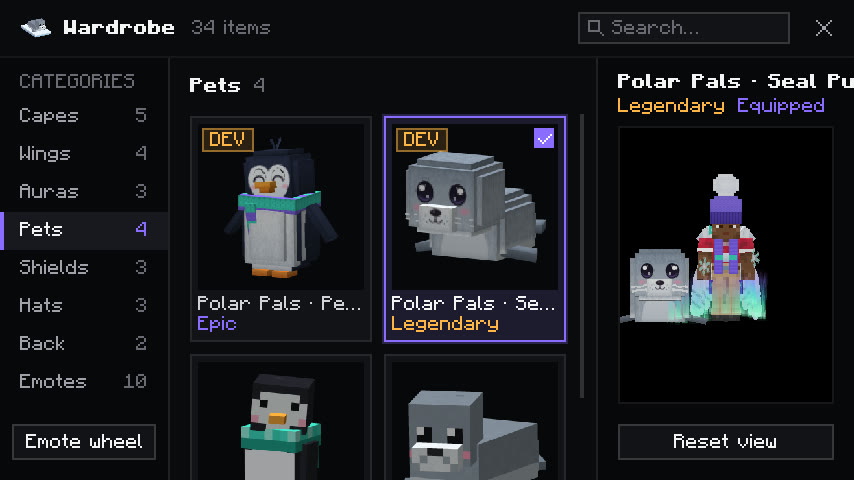 Wardrobe 34 items
Search...
CATEGORIES
Capes 5
Wings 4
Auras 3
Pets 4
Shields 3
Hats 3
Back 2
Emotes 10
Emote wheel
Pets 4
DEV
Polar Pals · Pe...
Epic
DEV
Polar Pals · Se...
Legendary
Polar Pals · Seal Pu
Legendary Equipped
Reset view